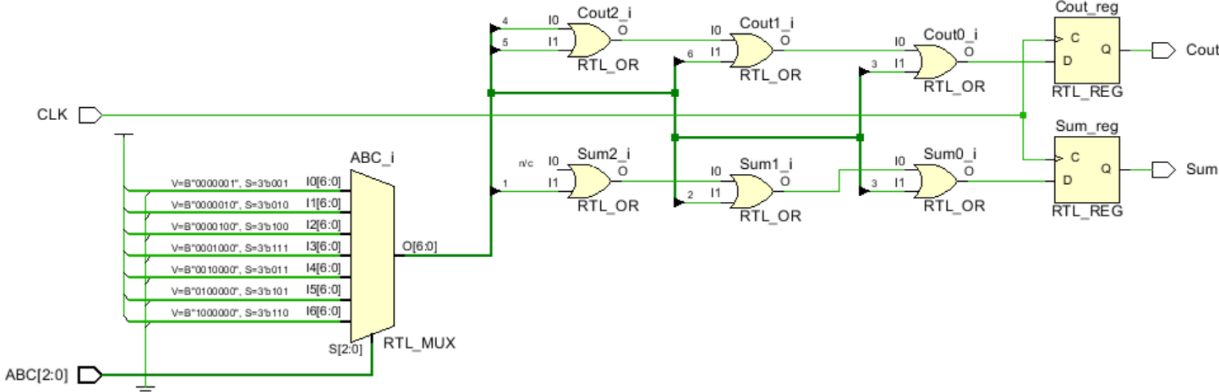 Cout2_i
4 I0 O
5 I1
RTL_OR
Cout1_i
I0 O
6 I1
RTL_OR
Cout0_i
I0 O
3 I1
RTL_OR
Cout_reg
C Q
D
RTL_REG
Cout
CLK
Sum_reg
C Q
D
RTL_REG
Sum
Sum2_i
n/c I0 O
1 I1
RTL_OR
Sum1_i
I0 O
2 I1
RTL_OR
Sum0_i
I0 O
3 I1
RTL_OR
ABC_i
V=B"0000001", S=3'b001 I0[6:0]
V=B"0000010", S=3'b010 I1[6:0]
V=B"0000100", S=3'b100 I2[6:0]
V=B"0001000", S=3'b111 I3[6:0]
V=B"0010000", S=3'b011 I4[6:0]
V=B"0100000", S=3'b101 I5[6:0]
V=B"1000000", S=3'b110 I6[6:0]
O[6:0]
S[2:0]
RTL_MUX
ABC[2:0]